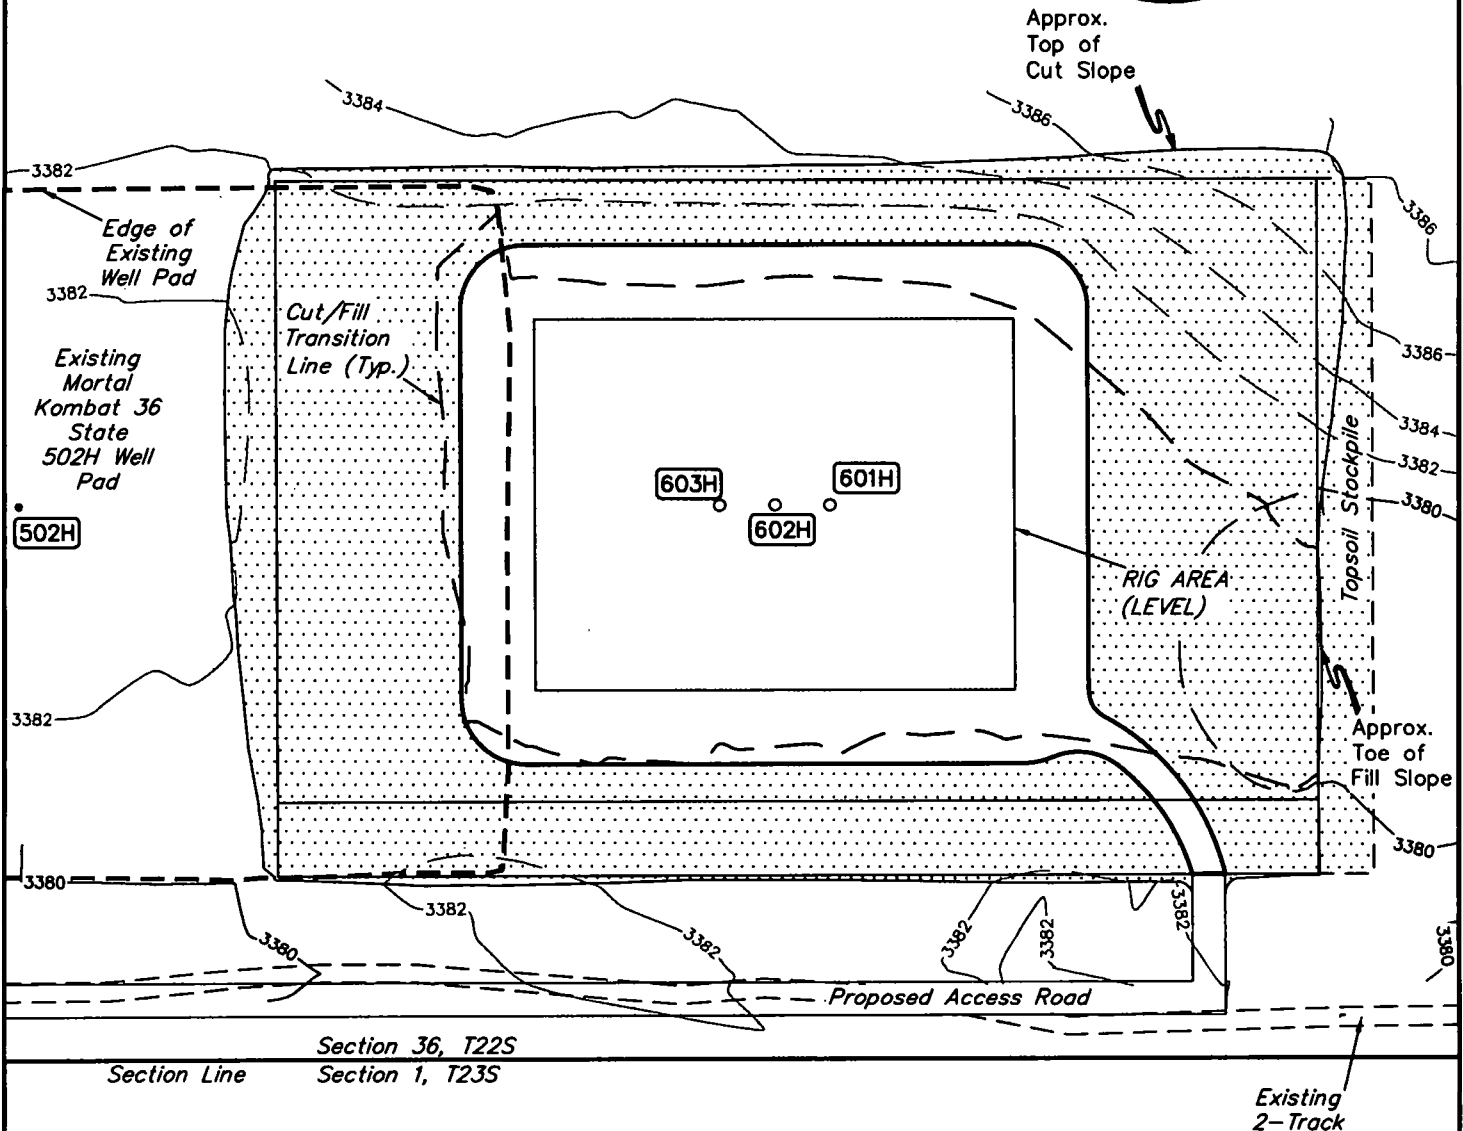 Approx.
Top of
Cut Slope
3384
3386
3382
Edge of
Existing
Well Pad
3386
3382
Cut/Fill
Transition
Line (Typ.)
Existing
Mortal
Kombat 36
State
502H Well
Pad
3386
3384
3382
3380
Topsoil Stockpile
603H
601H
602H
502H
RIG AREA
(LEVEL)
3382
Approx.
Toe of
Fill Slope
3380
3380
3382
3382
3382
3382
3382
3380
3380
Proposed Access Road
Section 36, T22S
Section Line
Section 1, T23S
Existing
2-Track